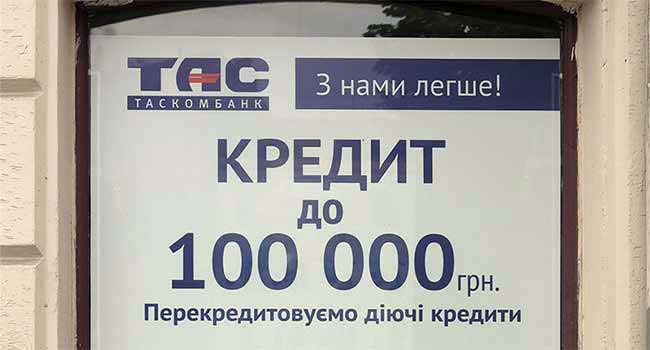 ТАС
ТАСКОМБАНК
З нами легше!
КРЕДИТ
до
100 000 грн.
Перекредитовуємо діючі кредити